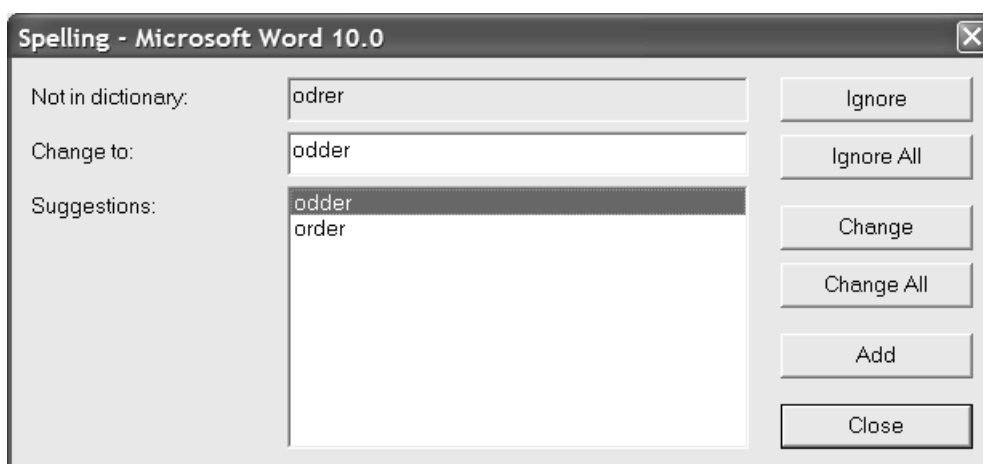 Spelling - Microsoft Word 10.0
Not in dictionary:
odrer
Ignore
Change to:
odder
Ignore All
Suggestions:
odder
order
Change
Change All
Add
Close